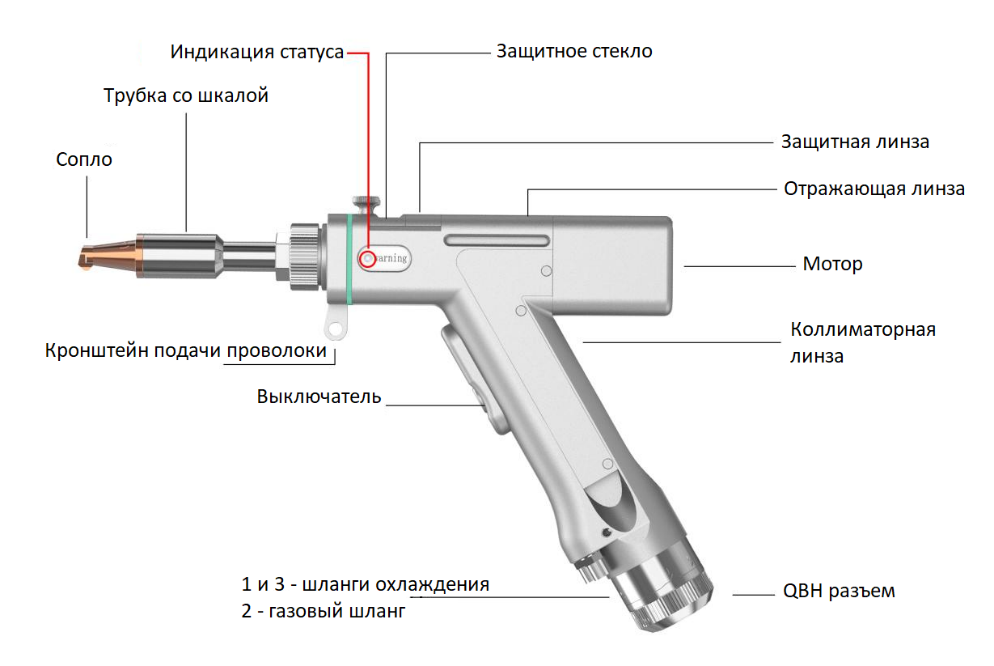 Индикация статуса
Защитное стекло
Трубка со шкалой
Защитная линза
Сопло
Отражающая линза
arning
Мотор
Коллиматорная
линза
Кронштейн подачи проволоки
Выключатель
1 и 3 - шланги охлаждения
2 - газовый шланг
QBH разъем